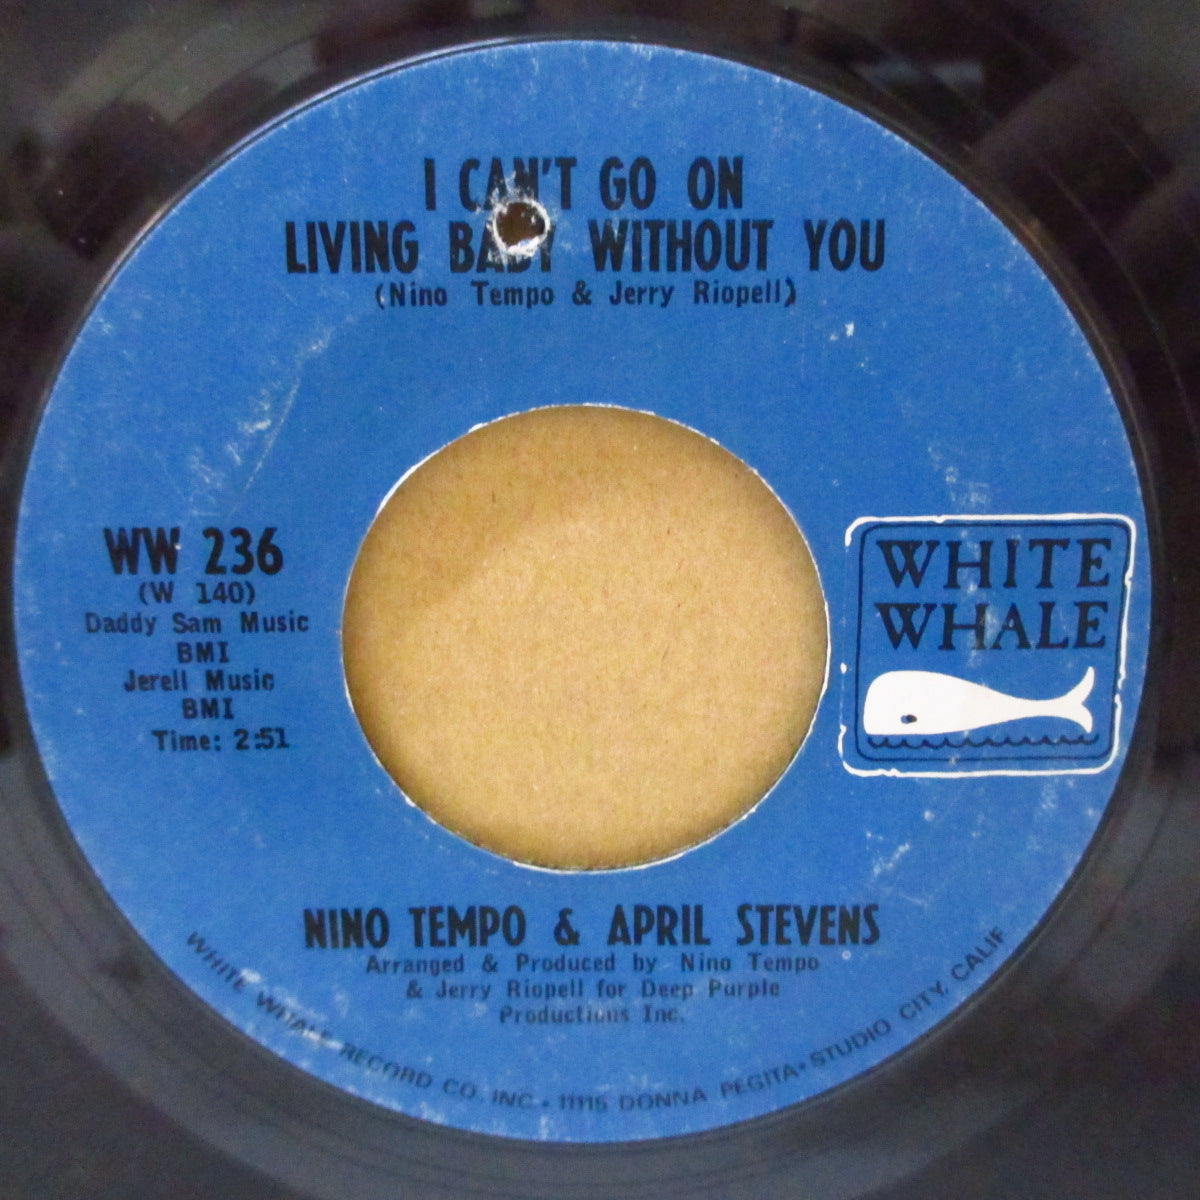 I CAN'T GO ON
LIVING BABY WITHOUT YOU
(Nino Tempo & Jerry Riopell)
WW 236
(W 140)
Daddy Sam Music
BMI
Jerell Music
BMI
Time: 2:51
WHITE
WHALE
NINO TEMPO & APRIL STEVENS
Arranged & Produced by Nino Tempo
& Jerry Riopell for Deep Purple
Productions Inc.
WHITE WHALE RECORD CO. INC • 11115 DONNA PEGITA • STUDIO CITY, CALIF